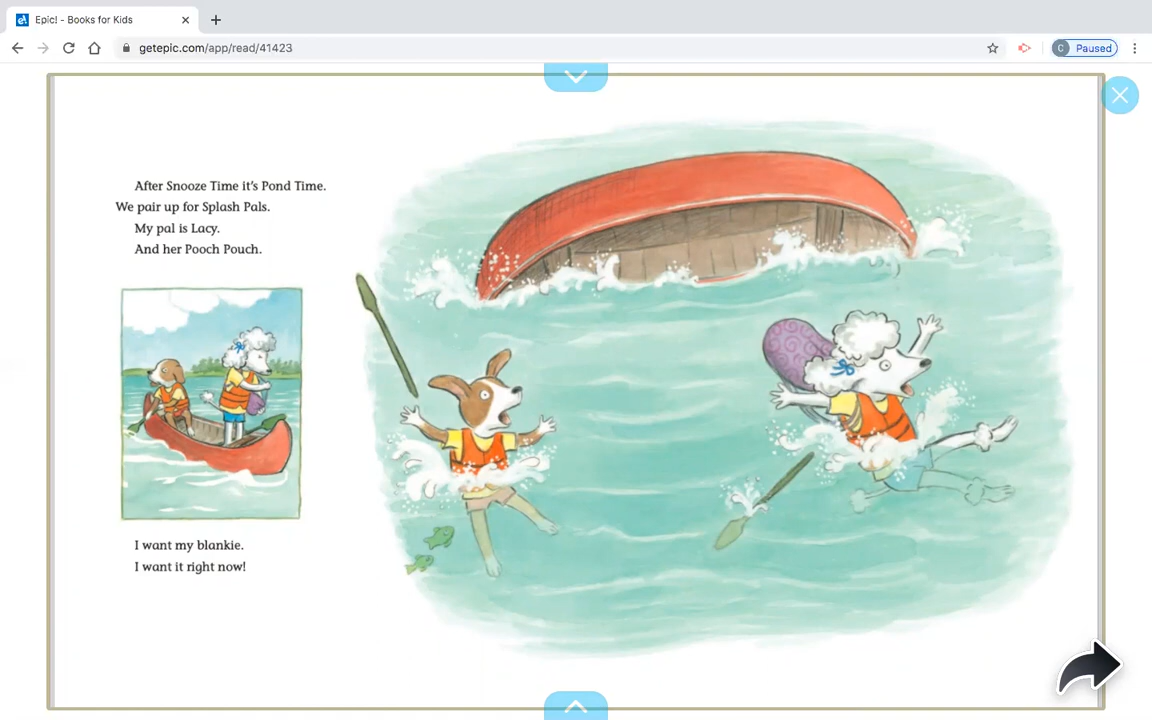 Epic! - Books for Kids
getepic.com/app/read/41423
C Paused
After Snooze Time it's Pond Time.
We pair up for Splash Pals.
My pal is Lacy.
And her Pooch Pouch.
I want my blankie.
I want it right now!